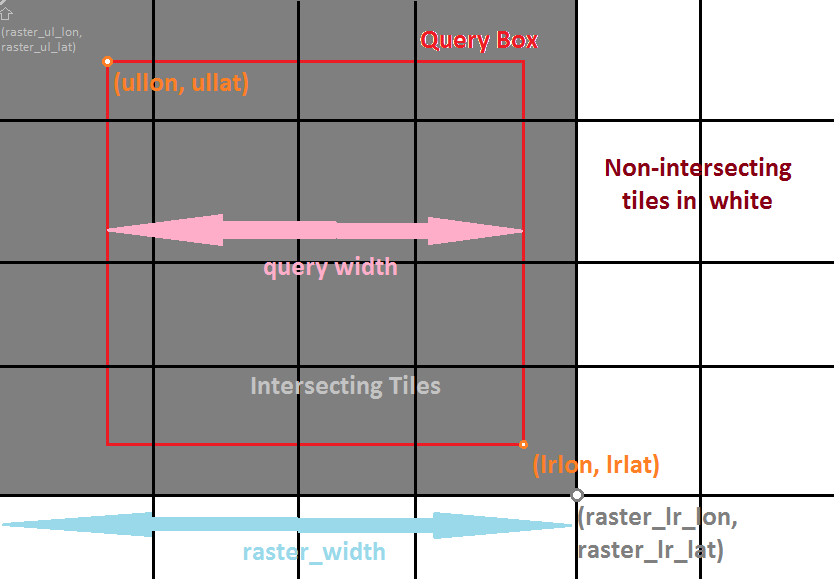 (raster_ul_lon,
raster_ul_lat)
Query Box
(ullon, ullat)
Non-intersecting
tiles in white
query width
Intersecting Tiles
(lrlon, lrlat)
(raster_lr_lon,
raster_lr_lat)
raster_width